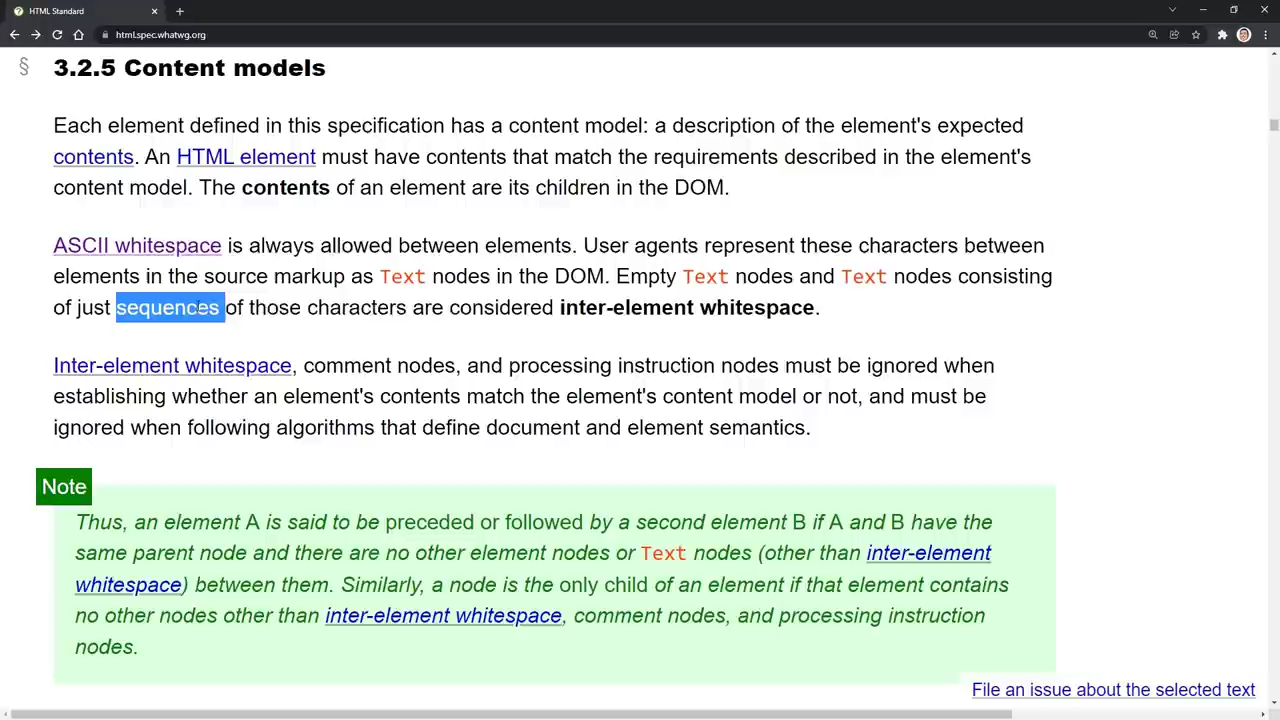 HTML Standard
html.spec.whatwg.org
§ 3.2.5 Content models
Each element defined in this specification has a content model: a description of the element's expected
contents. An HTML element must have contents that match the requirements described in the element's
content model. The contents of an element are its children in the DOM.
ASCII whitespace is always allowed between elements. User agents represent these characters between
elements in the source markup as Text nodes in the DOM. Empty Text nodes and Text nodes consisting
of just sequences of those characters are considered inter-element whitespace.
Inter-element whitespace, comment nodes, and processing instruction nodes must be ignored when
establishing whether an element's contents match the element's content model or not, and must be
ignored when following algorithms that define document and element semantics.
Note
Thus, an element A is said to be preceded or followed by a second element B if A and B have the
same parent node and there are no other element nodes or Text nodes (other than inter-element
whitespace) between them. Similarly, a node is the only child of an element if that element contains
no other nodes other than inter-element whitespace, comment nodes, and processing instruction
nodes.
File an issue about the selected text